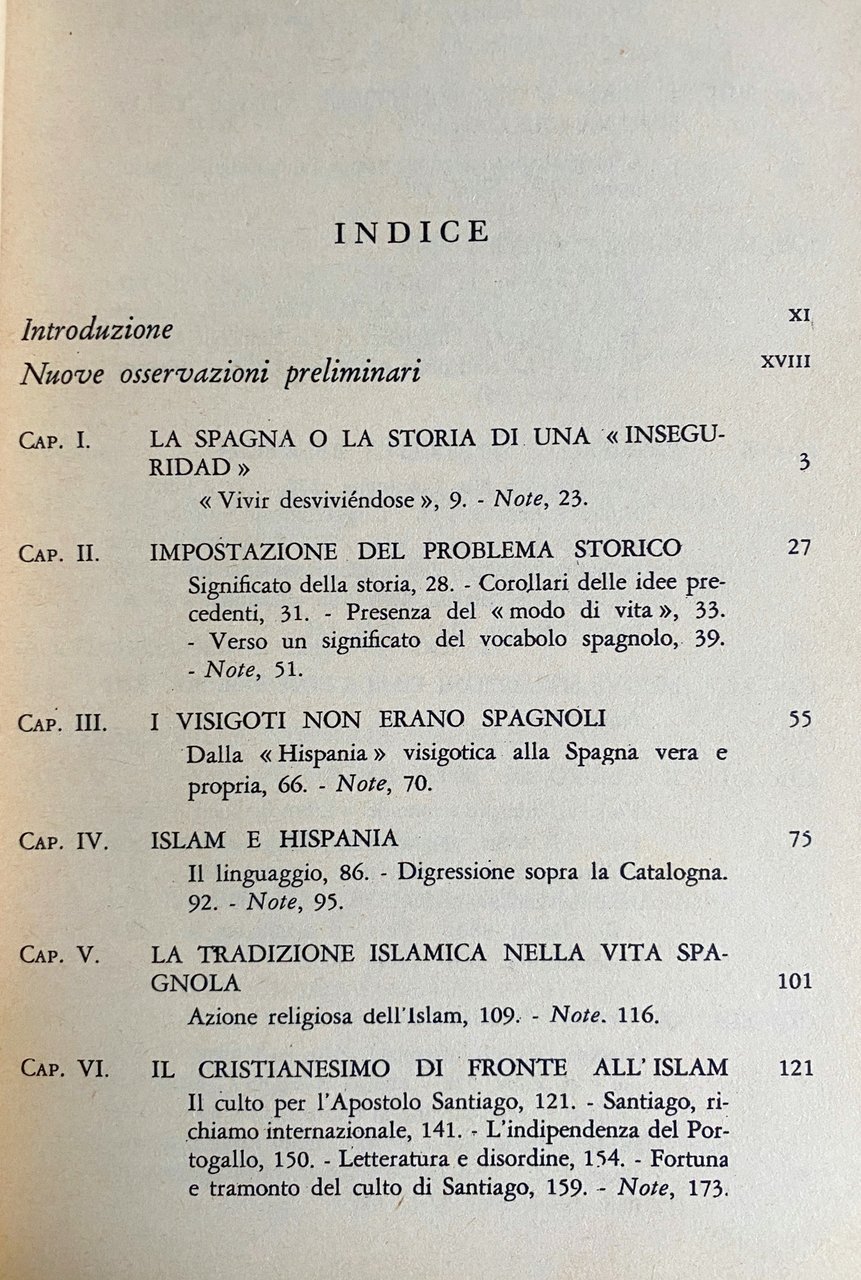 INDICE
Introduzione XI
Nuove osservazioni preliminari XVIII
CAP. I. LA SPAGNA O LA STORIA DI UNA « INSEGU-
RIDAD » 3
« Vivir desviviéndose », 9. - Note, 23.
CAP. II. IMPOSTAZIONE DEL PROBLEMA STORICO 27
Significato della storia, 28. - Corollari delle idee pre-
cedenti, 31. - Presenza del « modo di vita », 33.
- Verso un significato del vocabolo spagnolo, 39.
- Note, 51.
CAP. III. I VISIGOTI NON ERANO SPAGNOLI 55
Dalla « Hispania » visigotica alla Spagna vera e
propria, 66. - Note, 70.
CAP. IV. ISLAM E HISPANIA 75
Il linguaggio, 86. - Digressione sopra la Catalogna.
92. - Note, 95.
CAP. V. LA TRADIZIONE ISLAMICA NELLA VITA SPA-
GNOLA 101
Azione religiosa dell'Islam, 109. - Note. 116.
CAP. VI. IL CRISTIANESIMO DI FRONTE ALL'ISLAM 121
Il culto per l'Apostolo Santiago, 121. - Santiago, ri-
chiamo internazionale, 141. - L'indipendenza del Por-
togallo, 150. - Letteratura e disordine, 154. - Fortuna
e tramonto del culto di Santiago, 159. - Note, 173.